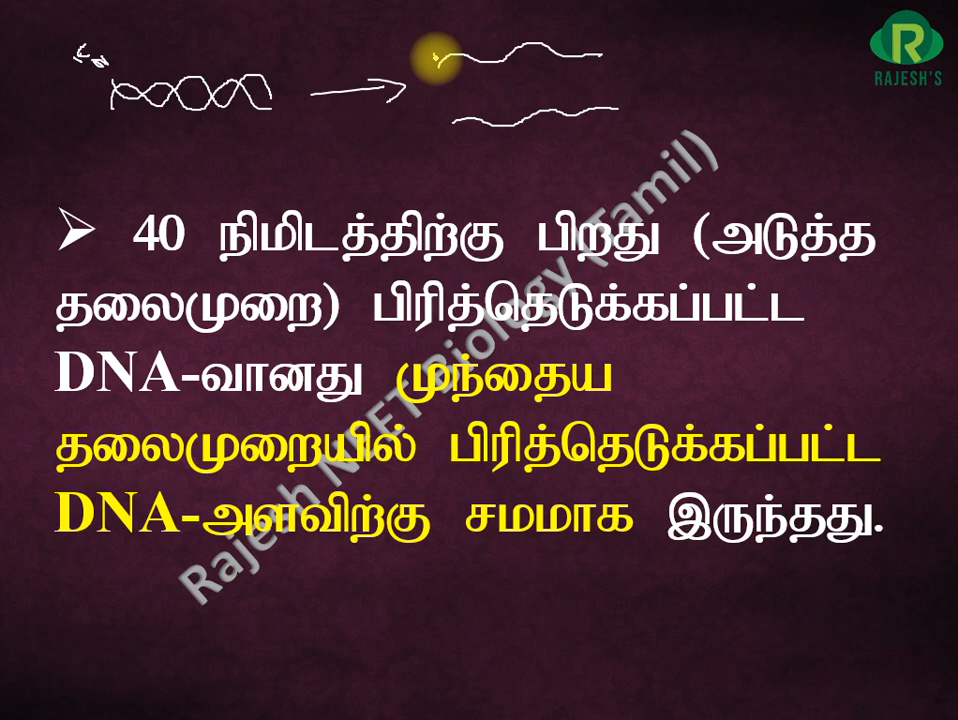 RAJESH'S
➢ 40 நிமிடத்திற்கு பிறகு (அடுத்த
தலைமுறை) பிரித்தெடுக்கப்பட்ட
DNA-வானது முந்தைய
தலைமுறையில் பிரித்தெடுக்கப்பட்ட
DNA-அளவிற்கு சமமாக இருந்தது.
Rajesh NEET Biology (Tamil)